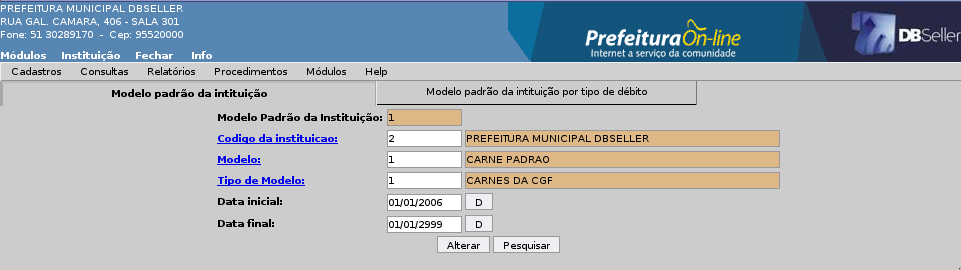 PREFEITURA MUNICIPAL DBSELLER
RUA GAL. CAMARA, 406 - SALA 301
Fone: 51 30289170 - Cep: 95520000
Prefeitura On-line
Internet a serviço da comunidade
DBSeller
Módulos Instituição Fechar Info
Cadastros Consultas Relatórios Procedimentos Módulos Help
Modelo padrão da intituição Modelo padrão da intituição por tipo de débito
Modelo Padrão da Instituição: 1
Codigo da instituicao: 2 PREFEITURA MUNICIPAL DBSELLER
Modelo: 1 CARNE PADRAO
Tipo de Modelo: 1 CARNES DA CGF
Data inicial: 01/01/2006 D
Data final: 01/01/2999 D
Alterar Pesquisar